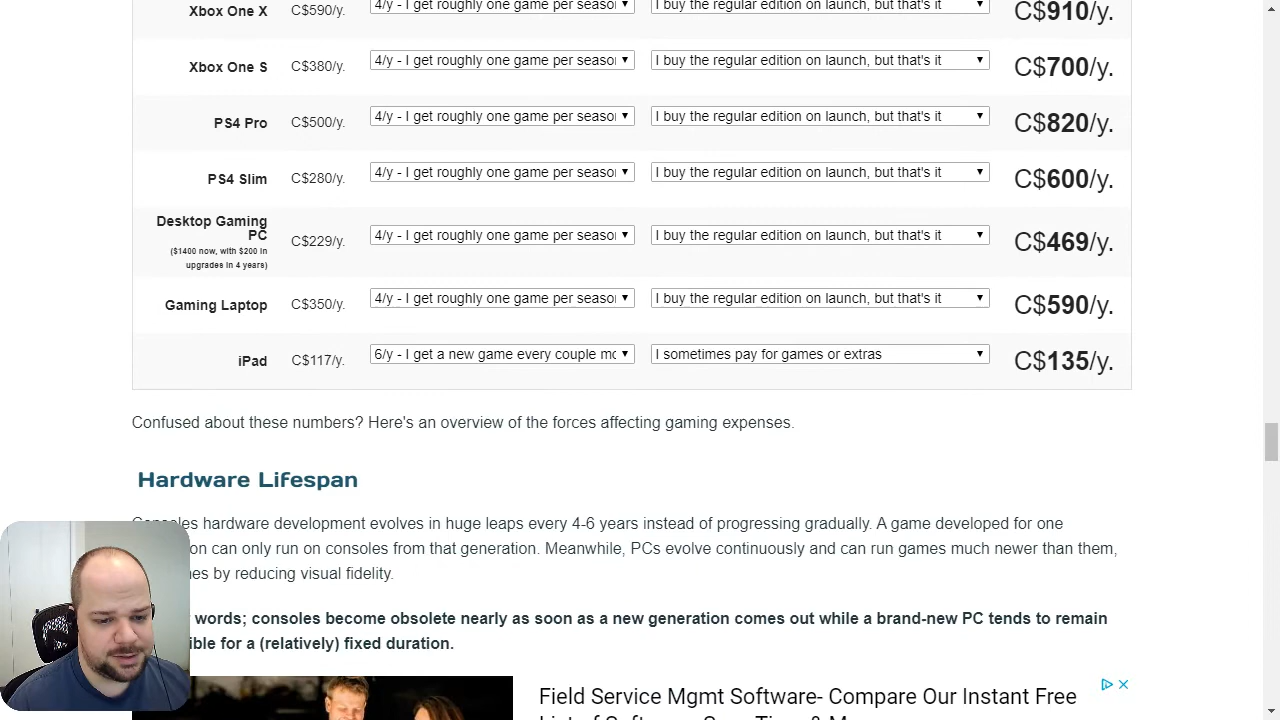 Xbox One X C$590/y. 4/y - I get roughly one game per seaso I buy the regular edition on launch, but that's it C$910/y.
Xbox One S C$380/y. 4/y - I get roughly one game per seaso I buy the regular edition on launch, but that's it C$700/y.
PS4 Pro C$500/y. 4/y - I get roughly one game per seaso I buy the regular edition on launch, but that's it C$820/y.
PS4 Slim C$280/y. 4/y - I get roughly one game per seaso I buy the regular edition on launch, but that's it C$600/y.
Desktop Gaming
PC
($1400 now, with $200 in
upgrades in 4 years)
C$229/y. 4/y - I get roughly one game per seaso I buy the regular edition on launch, but that's it C$469/y.
Gaming Laptop C$350/y. 4/y - I get roughly one game per seaso I buy the regular edition on launch, but that's it C$590/y.
iPad C$117/y. 6/y - I get a new game every couple mo I sometimes pay for games or extras C$135/y.
Confused about these numbers? Here's an overview of the forces affecting gaming expenses.
Hardware Lifespan
Consoles hardware development evolves in huge leaps every 4-6 years instead of progressing gradually. A game developed for one
on can only run on consoles from that generation. Meanwhile, PCs evolve continuously and can run games much newer than them,
es by reducing visual fidelity.
words; consoles become obsolete nearly as soon as a new generation comes out while a brand-new PC tends to remain
ible for a (relatively) fixed duration.
Field Service Mgmt Software- Compare Our Instant Free